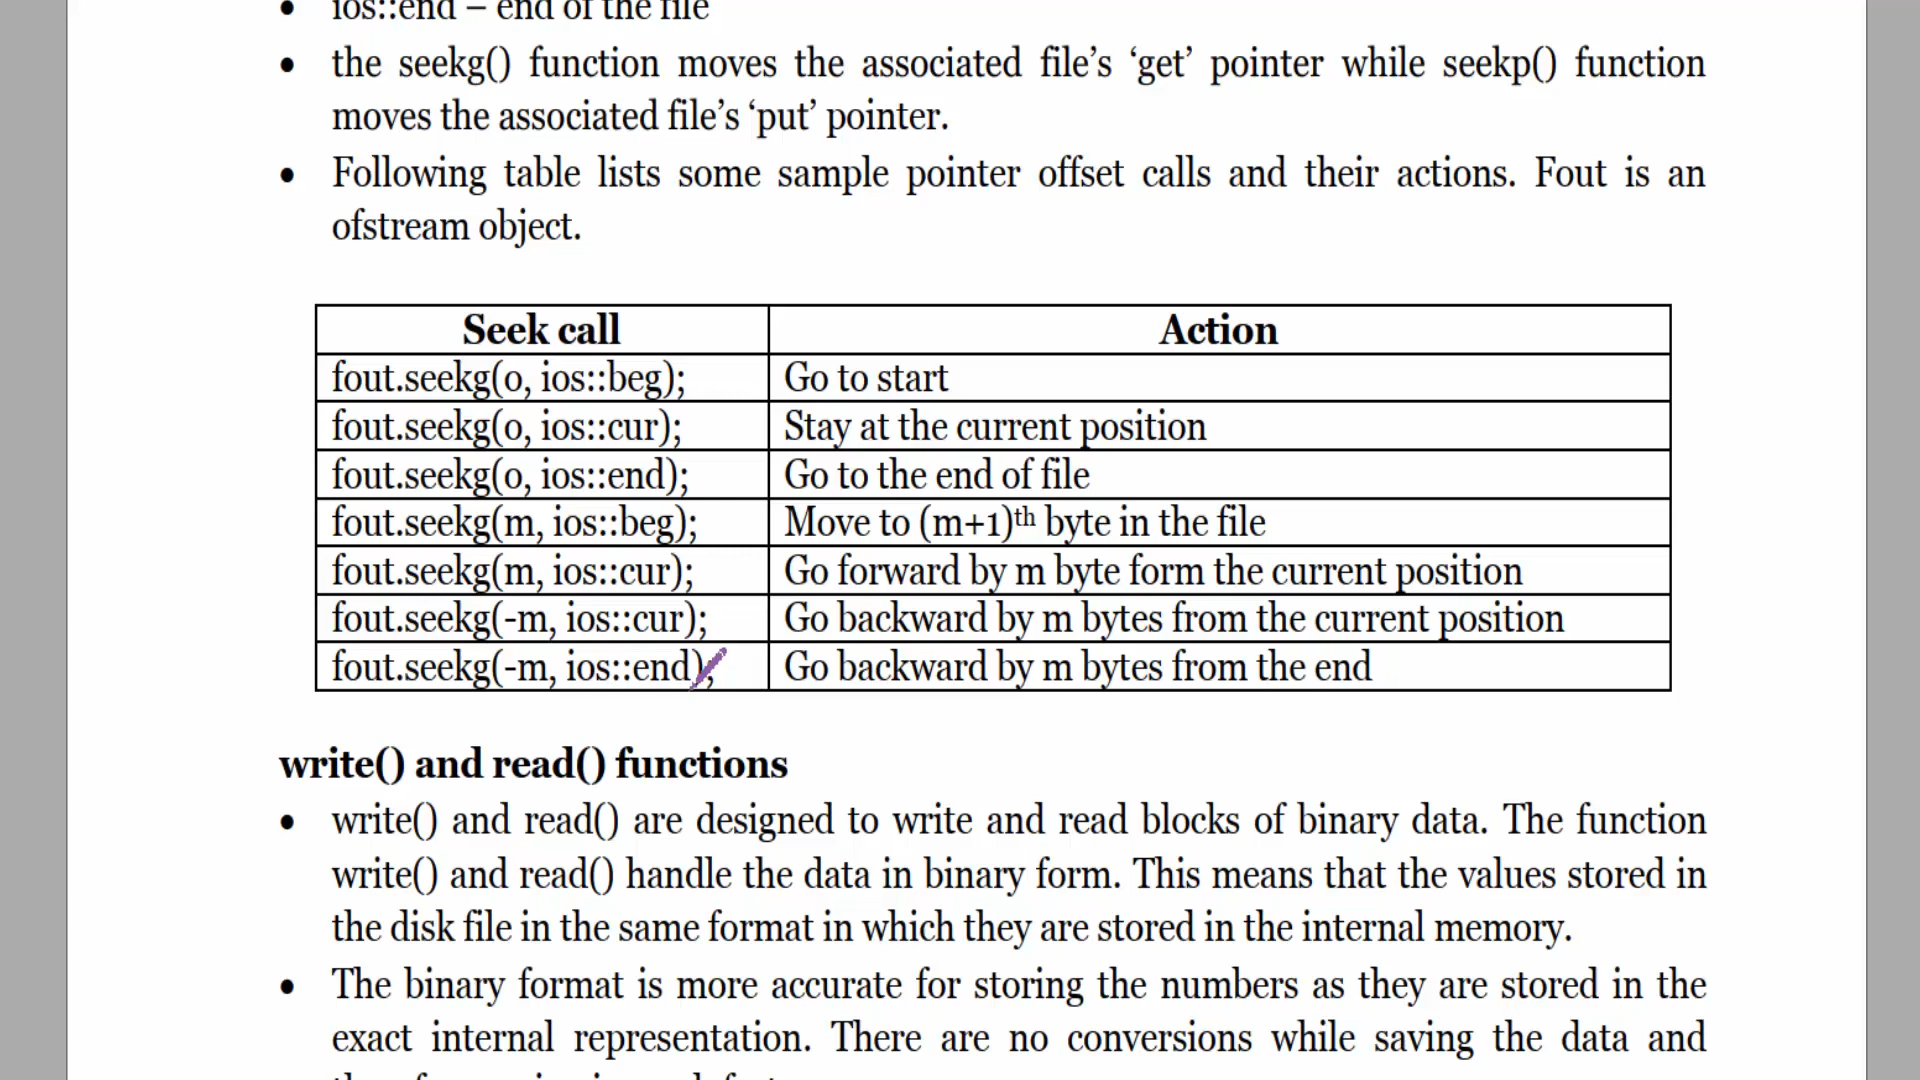 • ios::end – end of the file
• the seekg() function moves the associated file’s ‘get’ pointer while seekp() function
moves the associated file’s ‘put’ pointer.
• Following table lists some sample pointer offset calls and their actions. Fout is an
ofstream object.
Seek call Action
fout.seekg(0, ios::beg); Go to start
fout.seekg(0, ios::cur); Stay at the current position
fout.seekg(0, ios::end); Go to the end of file
fout.seekg(m, ios::beg); Move to (m+1)th byte in the file
fout.seekg(m, ios::cur); Go forward by m byte form the current position
fout.seekg(-m, ios::cur); Go backward by m bytes from the current position
fout.seekg(-m, ios::end); Go backward by m bytes from the end
write() and read() functions
• write() and read() are designed to write and read blocks of binary data. The function
write() and read() handle the data in binary form. This means that the values stored in
the disk file in the same format in which they are stored in the internal memory.
• The binary format is more accurate for storing the numbers as they are stored in the
exact internal representation. There are no conversions while saving the data and